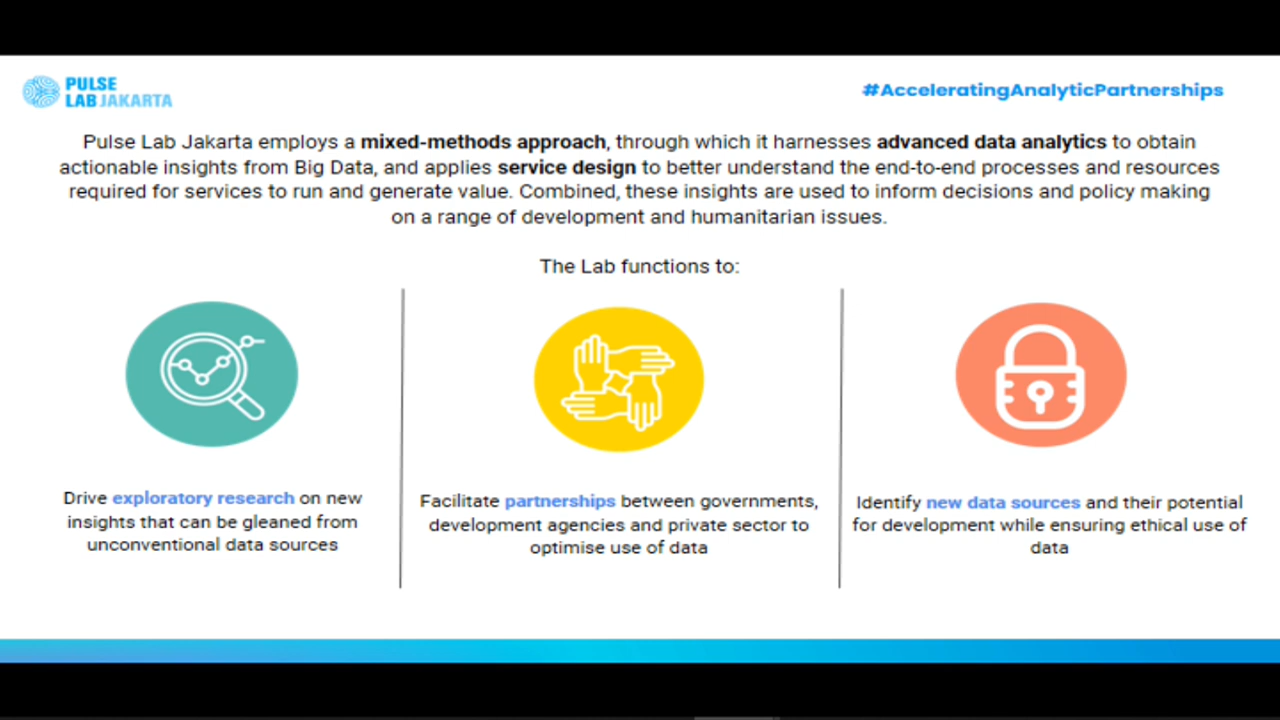 PULSE
LAB JAKARTA
#AcceleratingAnalyticPartnerships
Pulse Lab Jakarta employs a mixed-methods approach, through which it harnesses advanced data analytics to obtain
actionable insights from Big Data, and applies service design to better understand the end-to-end processes and resources
required for services to run and generate value. Combined, these insights are used to inform decisions and policy making
on a range of development and humanitarian issues.
The Lab functions to:
Drive exploratory research on new
insights that can be gleaned from
unconventional data sources
Facilitate partnerships between governments,
development agencies and private sector to
optimise use of data
Identify new data sources and their potential
for development while ensuring ethical use of
data